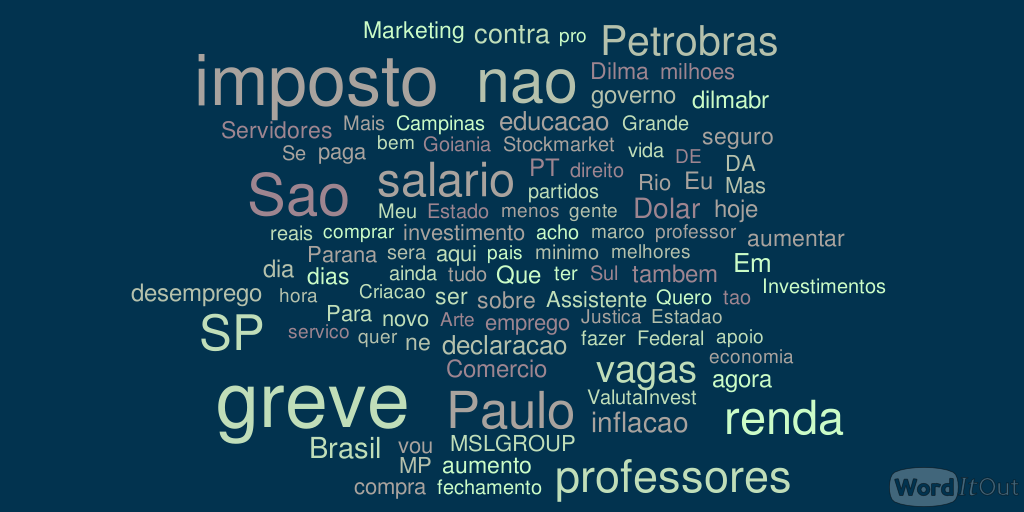 Marketing contra pro Petrobras
imposto nao Dilma milhoes
governo dilmabr
Servidores Mais Campinas educacao Grande seguro
Se paga bem Goiania Stockmarket vida DE DA
Sao salario PT direito Rio Eu Mas
partidos
Meu Estado menos gente Dolar hoje
reais comprar investimento acho marco professor aumentar
Parana sera aqui pais minimo melhores
dia dias ainda tudo Que ter Sul tambem Em
desemprego hora Criacao ser sobre Assistente Quero tao Investimentos
SP Para novo Arte emprego Justica Estadao
servico quer ne declaracao fazer Federal apoio
Comercio vagas economia
agora
greve Paulo ValutaInvest
inflacao renda
Brasil vou MSLGROUP
MP aumento professores
compra fechamento
WordItOut